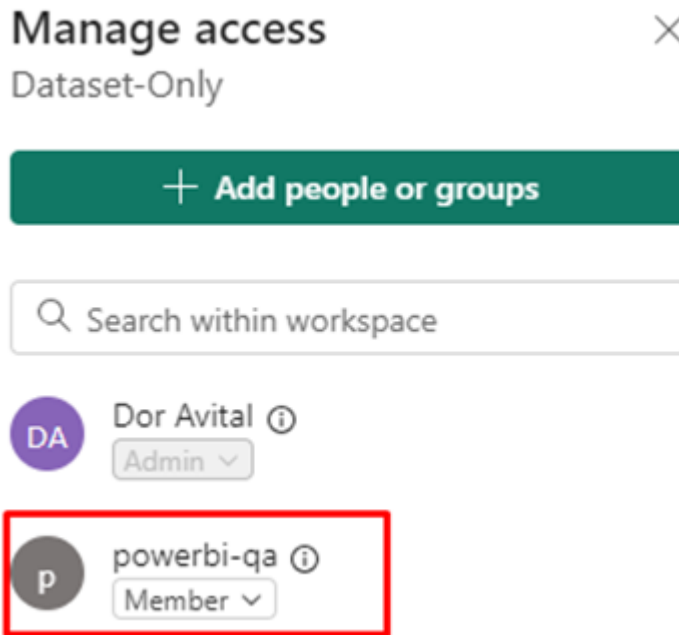 Manage access
Dataset-Only
Add people or groups
Search within workspace
DA
Dor Avital
Admin
p
powerbi-qa
Member